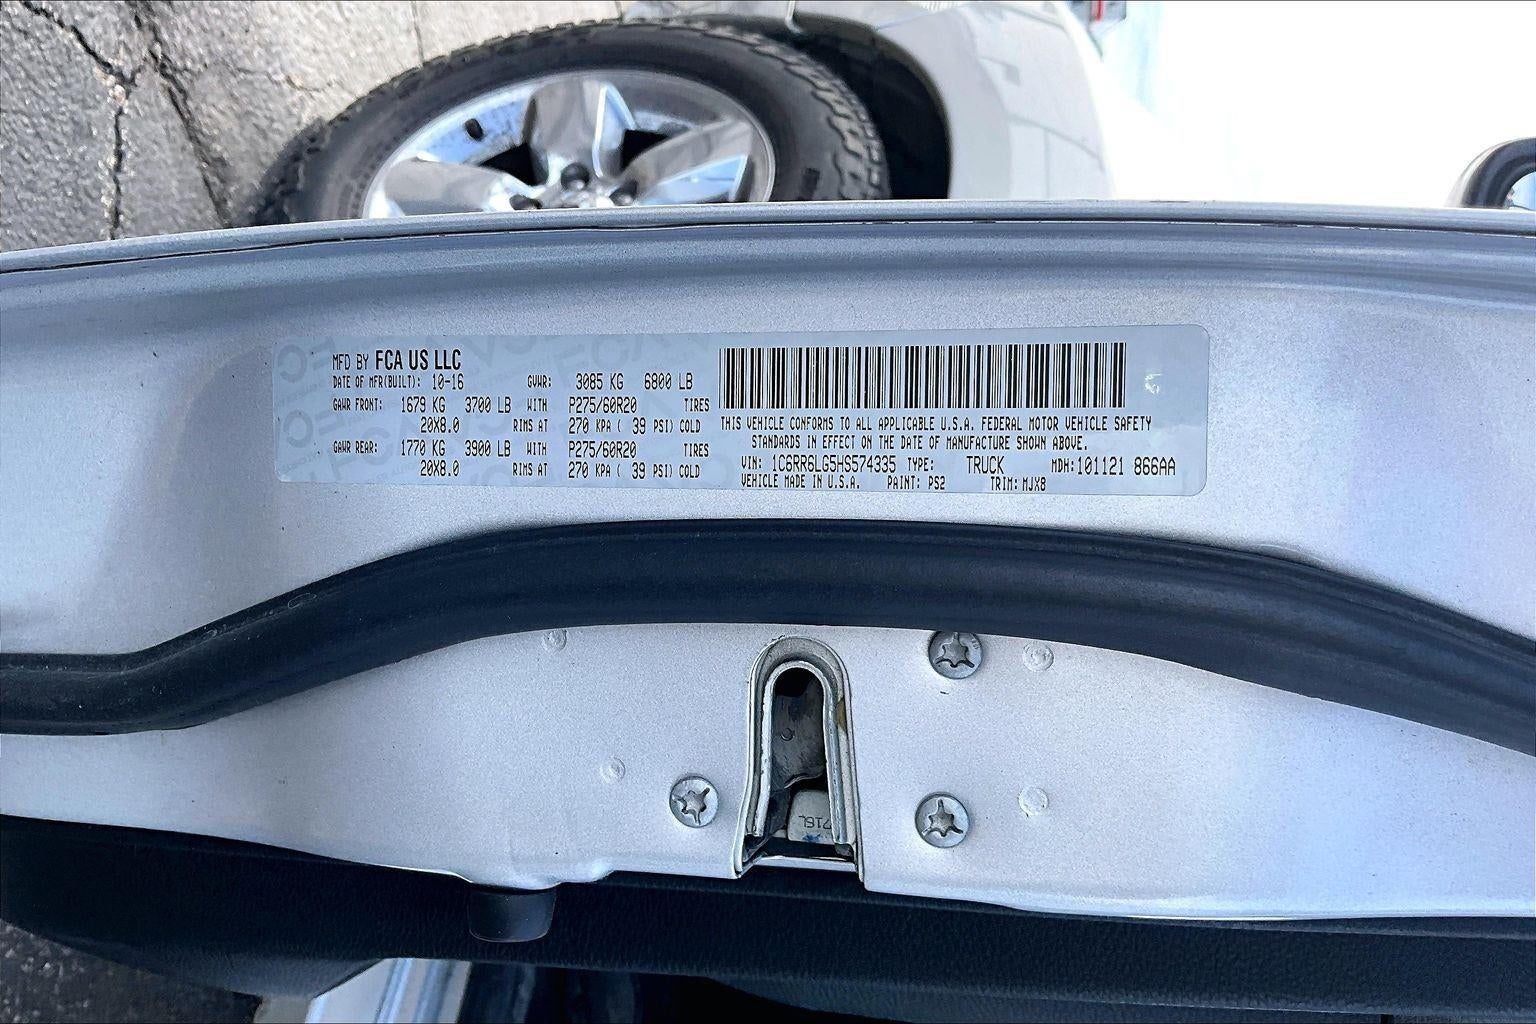 MFD BY FCA US LLC
DATE OF MFR(BUILT): 10-16 GVWR: 3085 KG 6800 LB
GAWR FRONT: 1679 KG 3700 LB WITH P275/60R20 TIRES
20X8.0 RIMS AT 270 KPA ( 39 PSI) COLD
GAWR REAR: 1770 KG 3900 LB WITH P275/60R20 TIRES
20X8.0 RIMS AT 270 KPA ( 39 PSI) COLD
THIS VEHICLE CONFORMS TO ALL APPLICABLE U.S.A. FEDERAL MOTOR VEHICLE SAFETY
STANDARDS IN EFFECT ON THE DATE OF MANUFACTURE SHOWN ABOVE.
VIN: 1C6RR6LG5HS574335 TYPE: TRUCK MDH:101121 866AA
VEHICLE MADE IN U.S.A. PAINT: PS2 TRIM: MJX8
716L